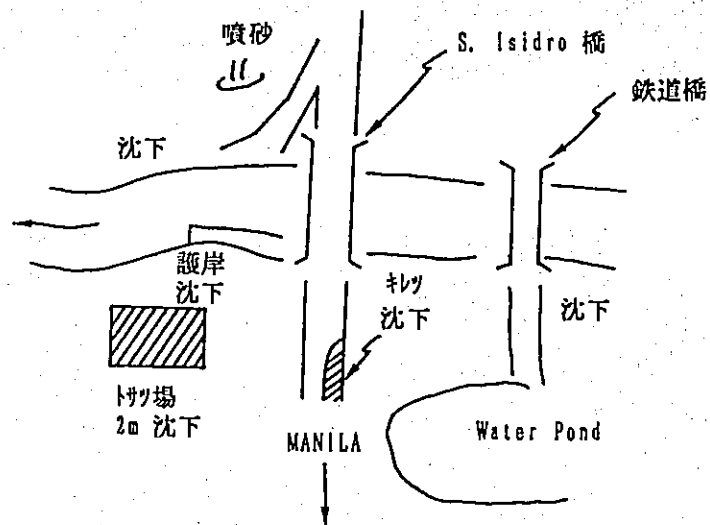 噴砂
S. Isidro 橋
鉄道橋
沈下
護岸
沈下
キレツ
沈下
沈下
トサツ場
2m 沈下
MANILA
Water Pond